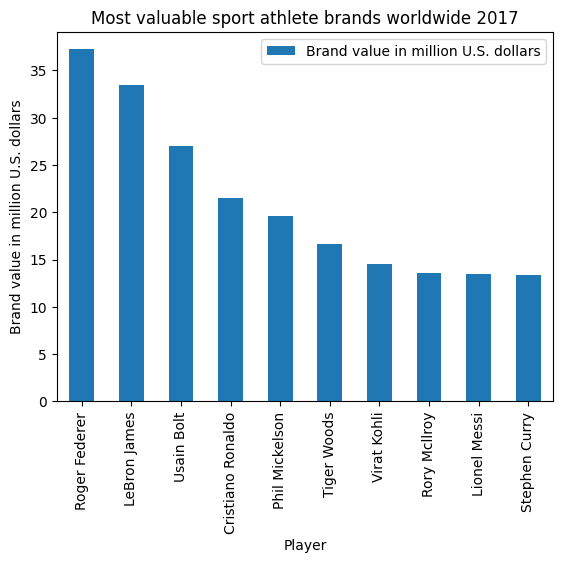 Most valuable sport athlete brands worldwide 2017
Brand value in million U.S. dollars
Brand value in million U.S. dollars
35
30
25
20
15
10
5
0
Roger Federer
LeBron James
Usain Bolt
Cristiano Ronaldo
Phil Mickelson
Tiger Woods
Virat Kohli
Rory McIlroy
Lionel Messi
Stephen Curry
Player